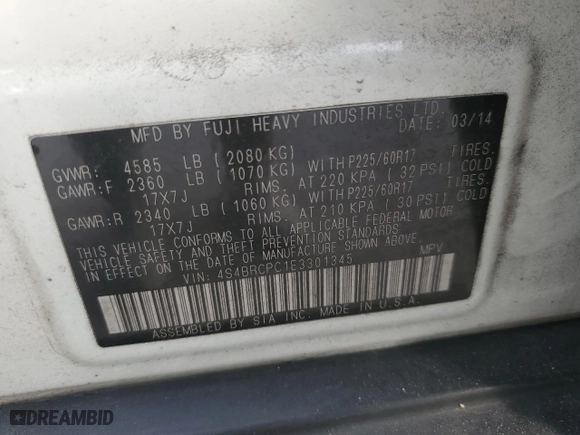 MFD BY FUJI HEAVY INDUSTRIES LTD.
DATE: 03/14
GVWR: 4585 LB (2080 KG)
GAWR:F 2360 LB (1070 KG) WITH P225/60R17 TIRES.
17X7J RIMS. AT 220 KPA (32 PSI) COLD
GAWR:R 2340 LB (1060 KG) WITH P225/60R17 TIRES.
17X7J RIMS. AT 210 KPA (30 PSI) COLD
THIS VEHICLE CONFORMS TO ALL APPLICABLE FEDERAL MOTOR
VEHICLE SAFETY AND THEFT PREVENTION STANDARDS
IN EFFECT ON THE DATE OF MANUFACTURE SHOWN ABOVE.
VIN: 4S4BRCPC1E3301345 MPV
ASSEMBLED BY SIA INC. MADE IN U.S.A.
DREAMBID